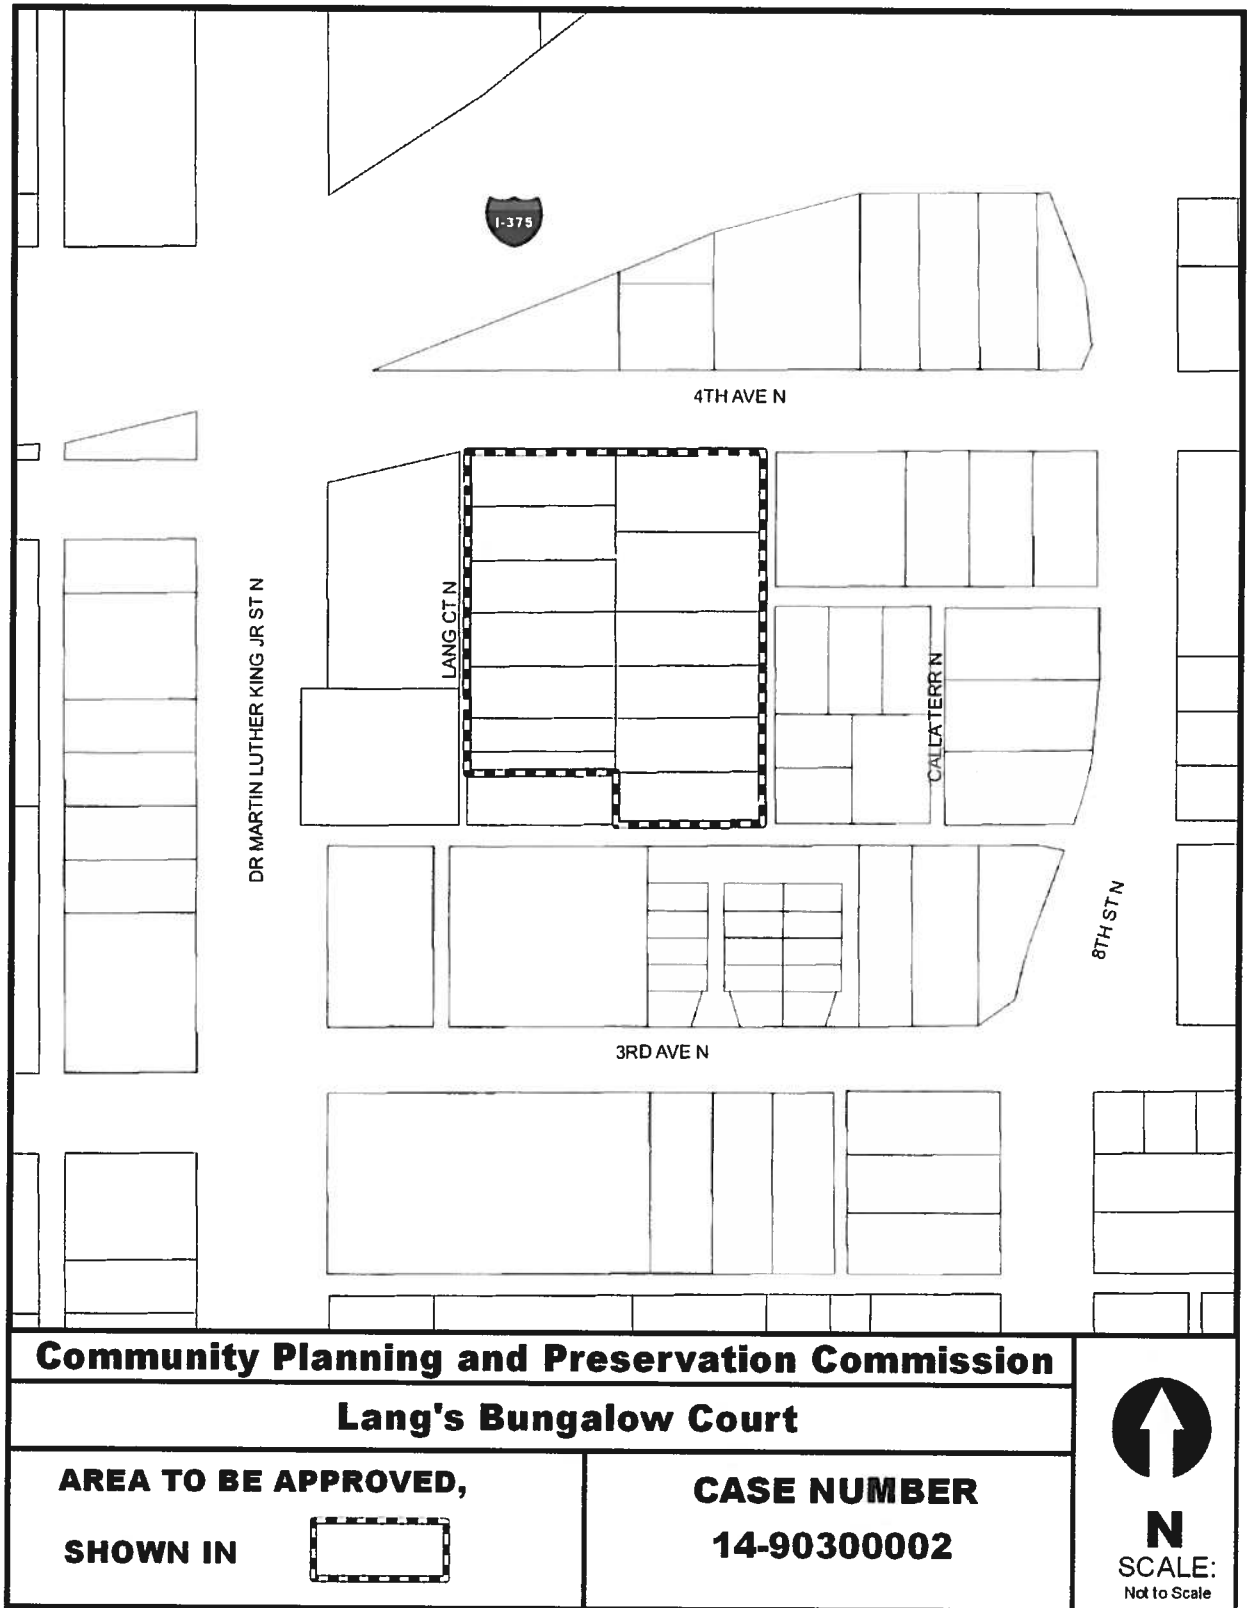 I-375
4TH AVE N
LANG CT N
DR MARTIN LUTHER KING JR ST N
CALLA TERR N
8TH ST N
3RD AVE N
Community Planning and Preservation Commission
Lang's Bungalow Court
AREA TO BE APPROVED,
SHOWN IN
CASE NUMBER
14-90300002
N
SCALE:
Not to Scale